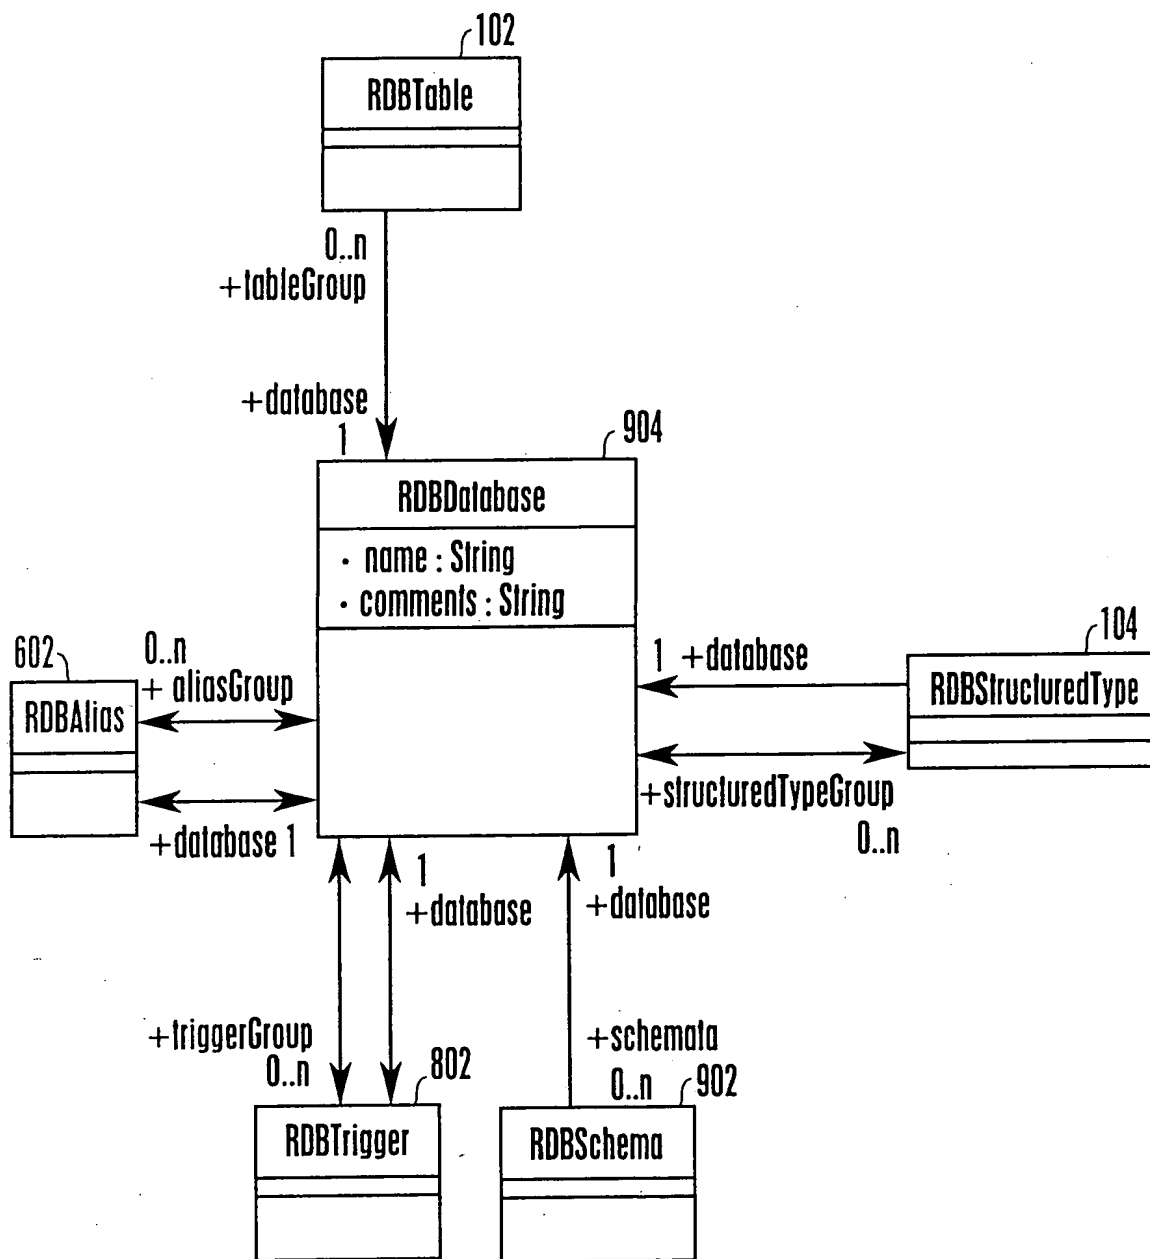 102
RDBTable
0..n
+tableGroup
+database
1
904
RDBDatabase
· name : String
· comments : String
602
0..n
+ aliasGroup
RDBAlias
+database 1
104
1 +database
RDBStructuredType
+structuredTypeGroup
0..n
1
+database
1
+database
+triggerGroup
0..n
802
RDBTrigger
+schemata
0..n
902
RDBSchema